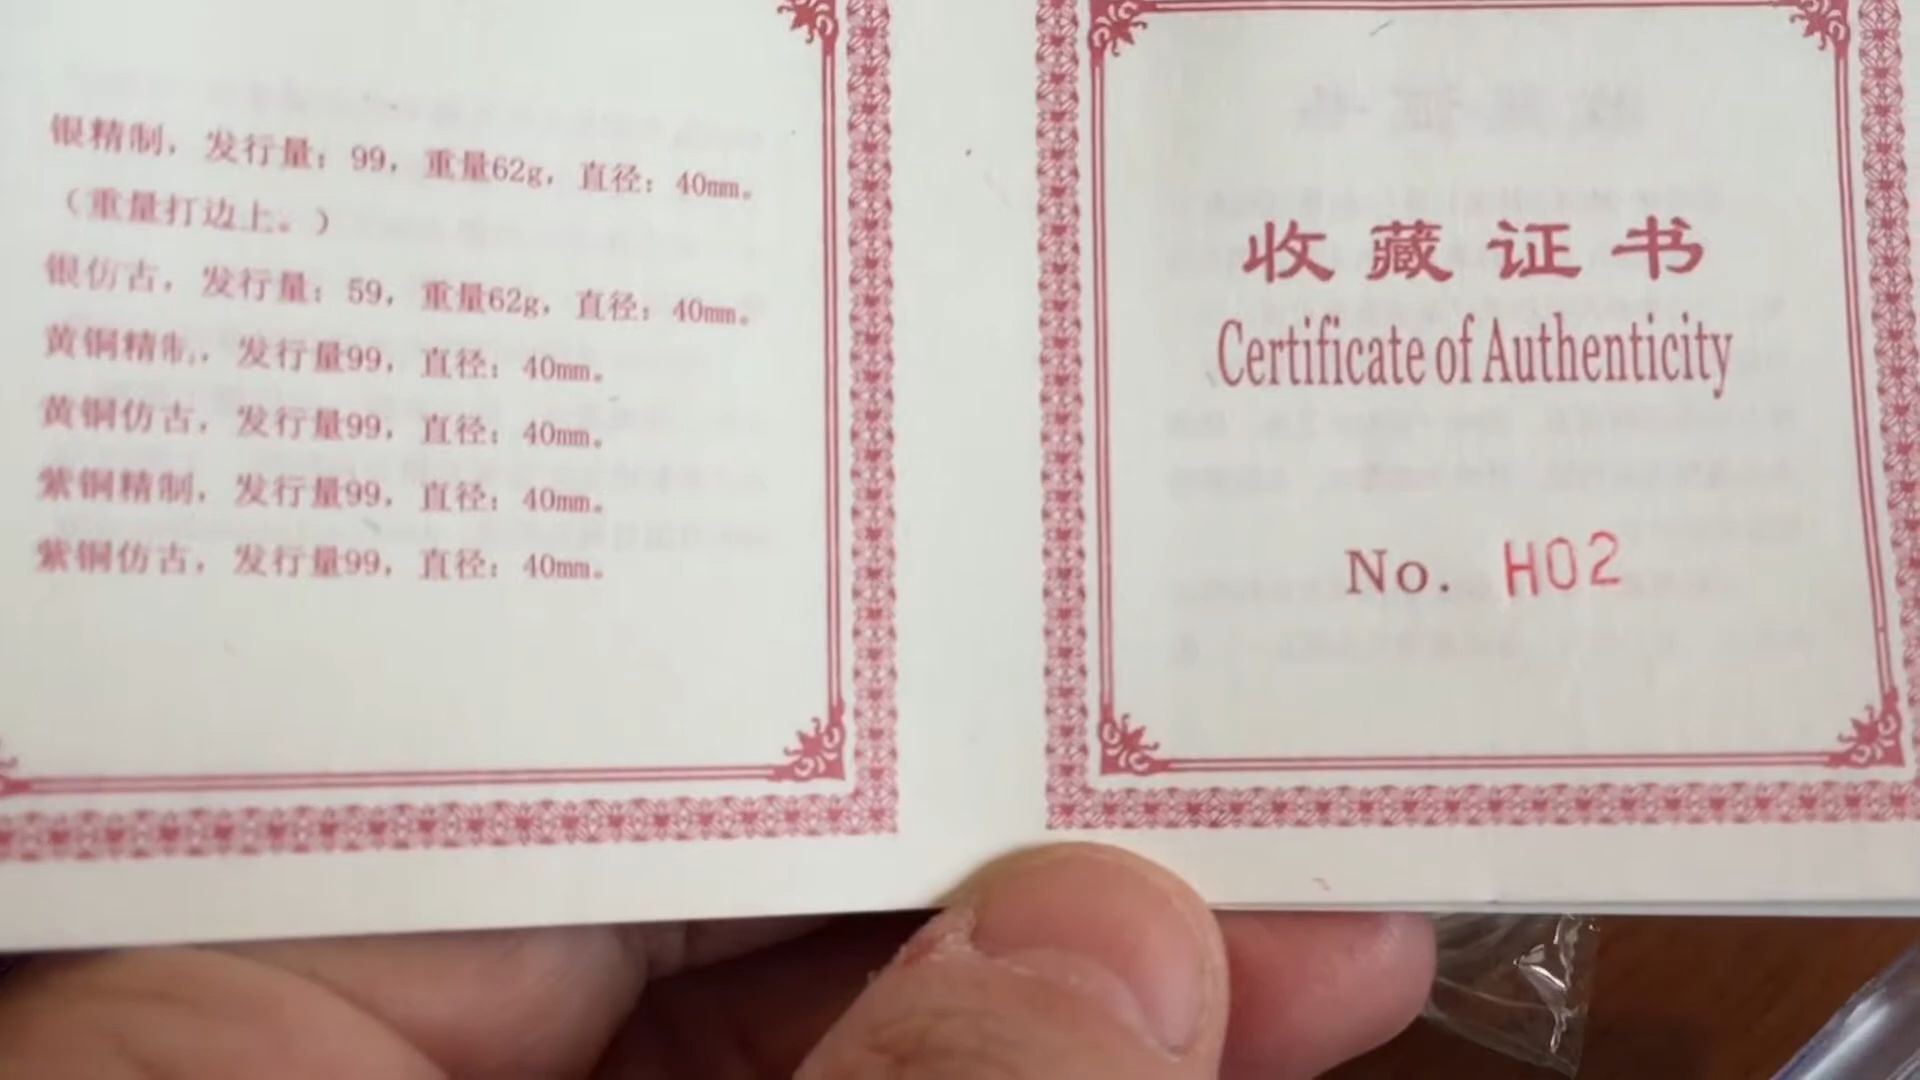 银精制，发行量：99，重量62g，直径：40mm。
（重量打边上。）
银仿古，发行量：59，重量62g，直径：40mm。
黄铜精制，发行量99，直径：40mm。
黄铜仿古，发行量99，直径：40mm。
紫铜精制，发行量99，直径：40mm。
紫铜仿古，发行量99，直径：40mm。
收藏证书
Certificate of Authenticity
No. H02